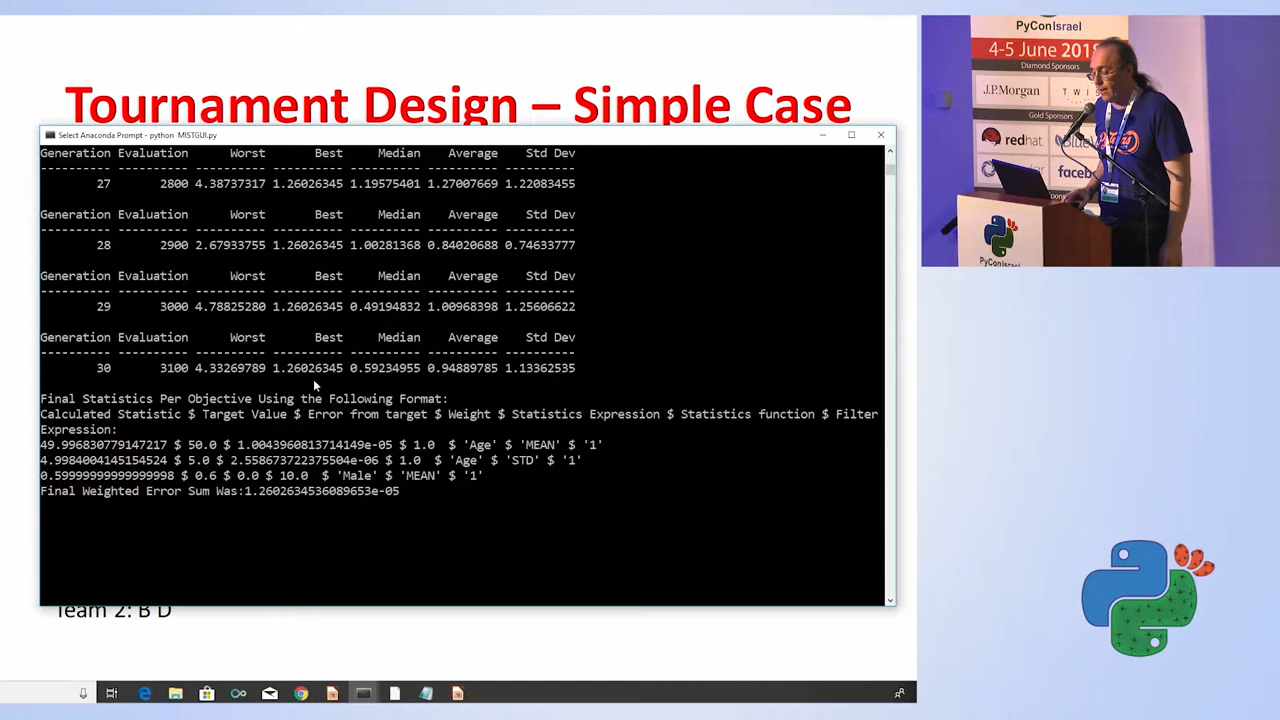 Tournament Design – Simple Case
Select Anaconda Prompt - python MISTGUI.py
Generation Evaluation Worst Best Median Average Std Dev
---------- ---------- ---------- ---------- ---------- ---------- ----------
27 2800 4.38737317 1.26026345 1.19575401 1.27007669 1.22083455
Generation Evaluation Worst Best Median Average Std Dev
---------- ---------- ---------- ---------- ---------- ---------- ----------
28 2900 2.67933755 1.26026345 1.00281368 0.84020688 0.74633777
Generation Evaluation Worst Best Median Average Std Dev
---------- ---------- ---------- ---------- ---------- ---------- ----------
29 3000 4.78825280 1.26026345 0.49194832 1.00968398 1.25606622
Generation Evaluation Worst Best Median Average Std Dev
---------- ---------- ---------- ---------- ---------- ---------- ----------
30 3100 4.33269789 1.26026345 0.59234955 0.94889785 1.13362535
Final Statistics Per Objective Using the Following Format:
Calculated Statistic $ Target Value $ Error from target $ Weight $ Statistics Expression $ Statistics function $ Filter
Expression:
49.996830779147217 $ 50.0 $ 1.0043960813714149e-05 $ 1.0 $ 'Age' $ 'MEAN' $ '1'
4.9984004145154524 $ 5.0 $ 2.558673722375504e-06 $ 1.0 $ 'Age' $ 'STD' $ '1'
0.59999999999999998 $ 0.6 $ 0.0 $ 10.0 $ 'Male' $ 'MEAN' $ '1'
Final Weighted Error Sum Was:1.2602634536089653e-05
Team 2: B D
PyConIsrael
4-5 June 2018
Diamond Sponsors
J.P.Morgan
Gold Sponsors
redhat
facebook
PyConIsrael